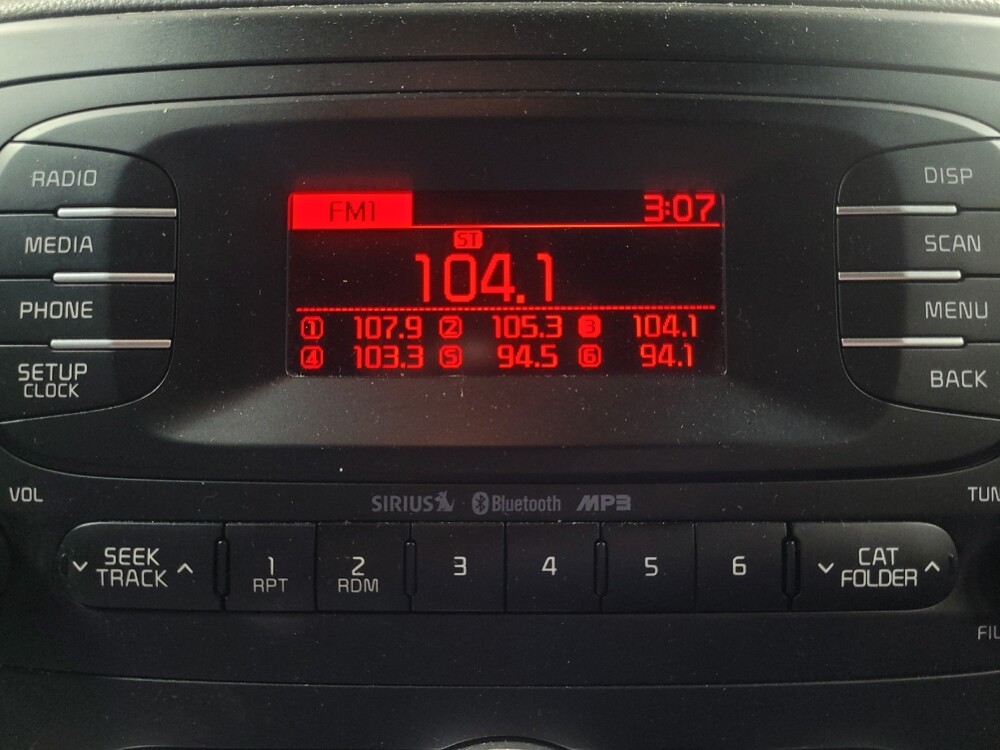 RADIO
MEDIA
PHONE
SETUP
CLOCK
FM1 3:07
ST
104.1
1 107.9 2 105.3 3 104.1
4 103.3 5 94.5 6 94.1
DISP
SCAN
MENU
BACK
VOL
SIRIUS Bluetooth MP3
TUN
SEEK
TRACK
1
RPT
2
RDM
3
4
5
6
CAT
FOLDER
FIL